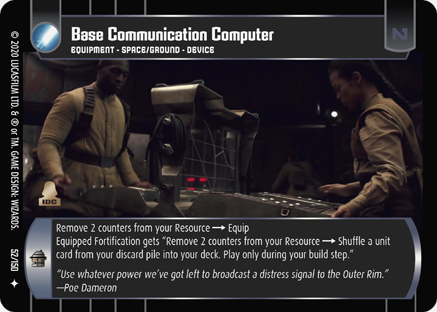 Base Communication Computer
EQUIPMENT - SPACE/GROUND - DEVICE
N
© 2020 LUCASFILM LTD. & ® or TM. GAME DESIGN: WIZARDS.
52/150
IDC
Remove 2 counters from your Resource → Equip
Equipped Fortification gets "Remove 2 counters from your Resource → Shuffle a unit
card from your discard pile into your deck. Play only during your build step."
"Use whatever power we've got left to broadcast a distress signal to the Outer Rim."
—Poe Dameron